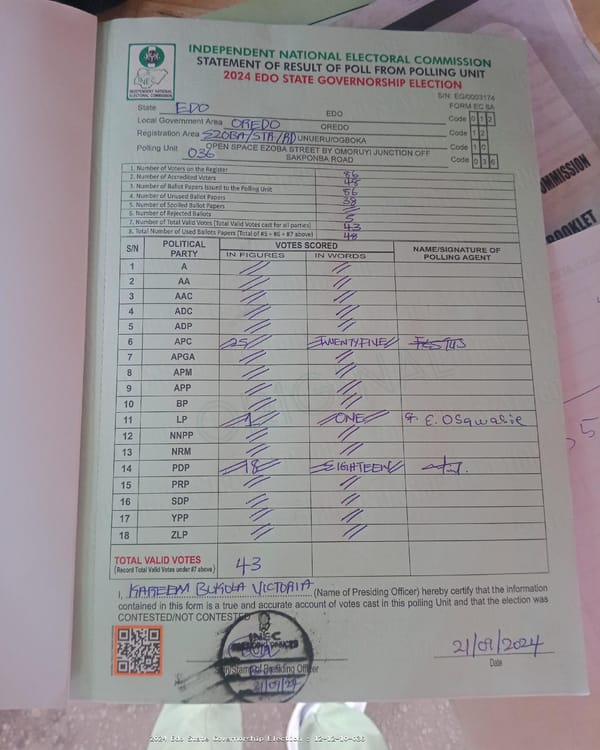 INDEPENDENT NATIONAL ELECTORAL COMMISSION
STATEMENT OF RESULT OF POLL FROM POLLING UNIT
2024 EDO STATE GOVERNORSHIP ELECTION
INEC
INDEPENDENT NATIONAL ELECTORAL COMMISSION
S/N: EG/0003174
FORM EC 8A
State EDO EDO Code 0 1 2
Local Government Area OREDO OREDO Code 1 2
Registration Area EZOBA/STA/RD UNUERU/OGBOKA Code 1 0
Polling Unit 036 OPEN SPACE EZOBA STREET BY OMORUYI JUNCTION OFF SAKPONBA ROAD Code 0 3 6
1. Number of Voters on the Register 86
2. Number of Accredited Voters 48
3. Number of Ballot Papers Issued to the Polling Unit 86
4. Number of Unused Ballot Papers 38
5. Number of Spoiled Ballot Papers
6. Number of Rejected Ballots 5
7. Number of Total Valid Votes (Total Valid Votes cast for all parties) 43
8. Total Number of Used Ballots Papers (Total of #5 + #6 + #7 above) 48
S/N POLITICAL PARTY VOTES SCORED NAME/SIGNATURE OF POLLING AGENT
IN FIGURES IN WORDS
1 A
2 AA
3 AAC
4 ADC
5 ADP
6 APC 25 TWENTYFIVE FESTUS
7 APGA
8 APM
9 APP
10 BP
11 LP 1 ONE E. Osawalie
12 NNPP
13 NRM
14 PDP 18 EIGHTEEN
15 PRP
16 SDP
17 YPP
18 ZLP
TOTAL VALID VOTES 43
(Record Total Valid Votes under #7 above)
I, KAREEM BUKOLA VICTORIA (Name of Presiding Officer) hereby certify that the information
contained in this form is a true and accurate account of votes cast in this polling Unit and that the election was
CONTESTED/NOT CONTESTED
INEC
21/09/24
Sign/Stamp of Presiding Officer
21/09/2024
Date
2024 Edo State Governorship Election : 12-12-10-036
COMMISSION
BOOKLET